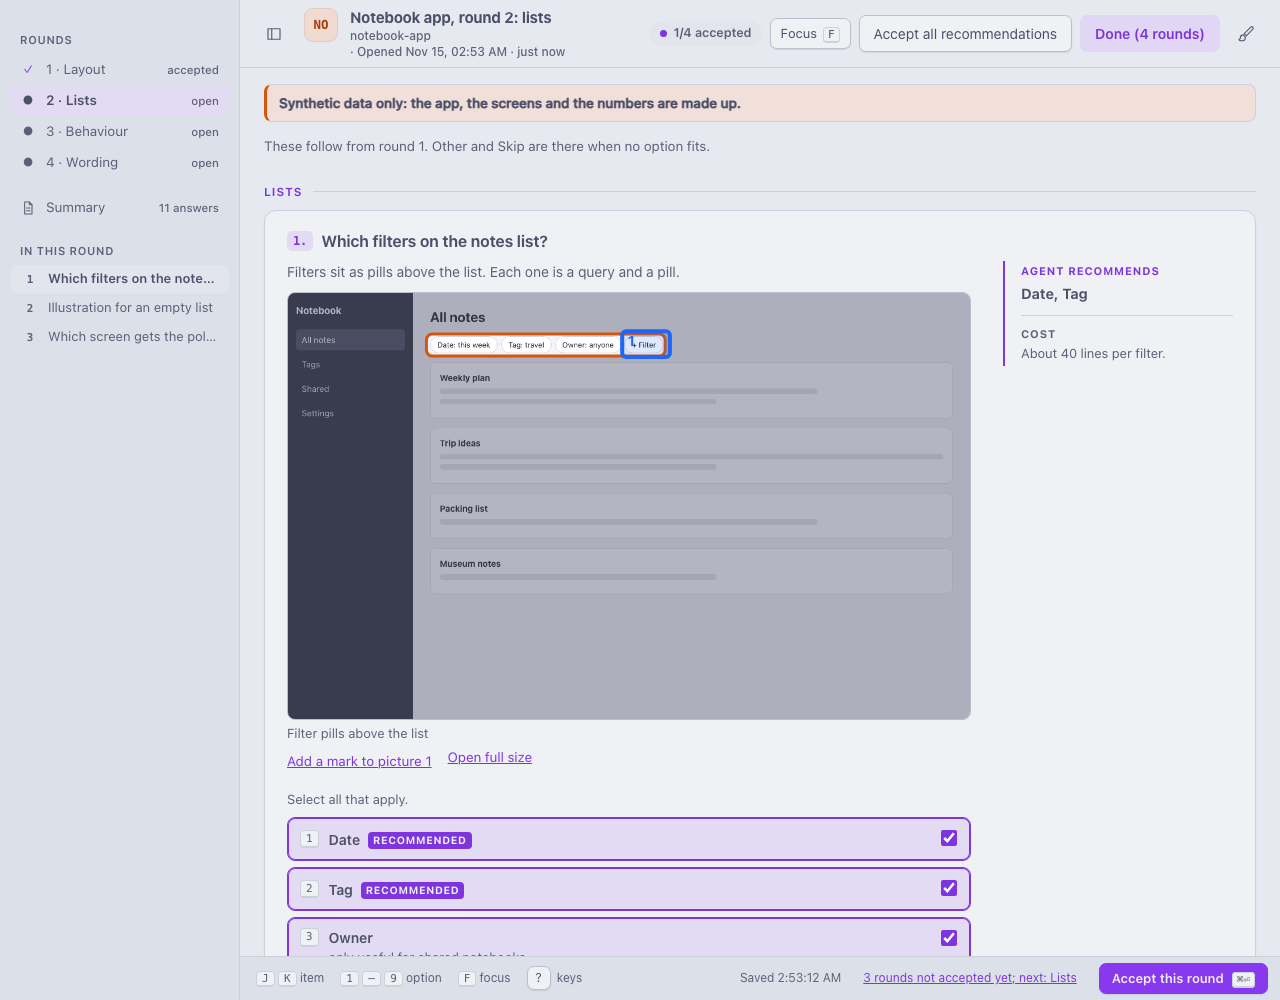 ROUNDS
1 · Layout accepted
2 · Lists open
3 · Behaviour open
4 · Wording open
Summary 11 answers
IN THIS ROUND
1 Which filters on the note...
2 Illustration for an empty list
3 Which screen gets the pol...
NO
Notebook app, round 2: lists
notebook-app
· Opened Nov 15, 02:53 AM · just now
1/4 accepted
Focus F
Accept all recommendations
Done (4 rounds)
Synthetic data only: the app, the screens and the numbers are made up.
These follow from round 1. Other and Skip are there when no option fits.
LISTS
1. Which filters on the notes list?
Filters sit as pills above the list. Each one is a query and a pill.
Notebook
All notes
Tags
Shared
Settings
All notes
Date: this week Tag: travel Owner: anyone 1 Filter
Weekly plan
Trip ideas
Packing list
Museum notes
Filter pills above the list
Add a mark to picture 1 Open full size
AGENT RECOMMENDS
Date, Tag
COST
About 40 lines per filter.
Select all that apply.
1 Date RECOMMENDED
2 Tag RECOMMENDED
3 Owner
J K item 1 – 9 option F focus ? keys
Saved 2:53:12 AM
3 rounds not accepted yet; next: Lists
Accept this round ⌘⏎